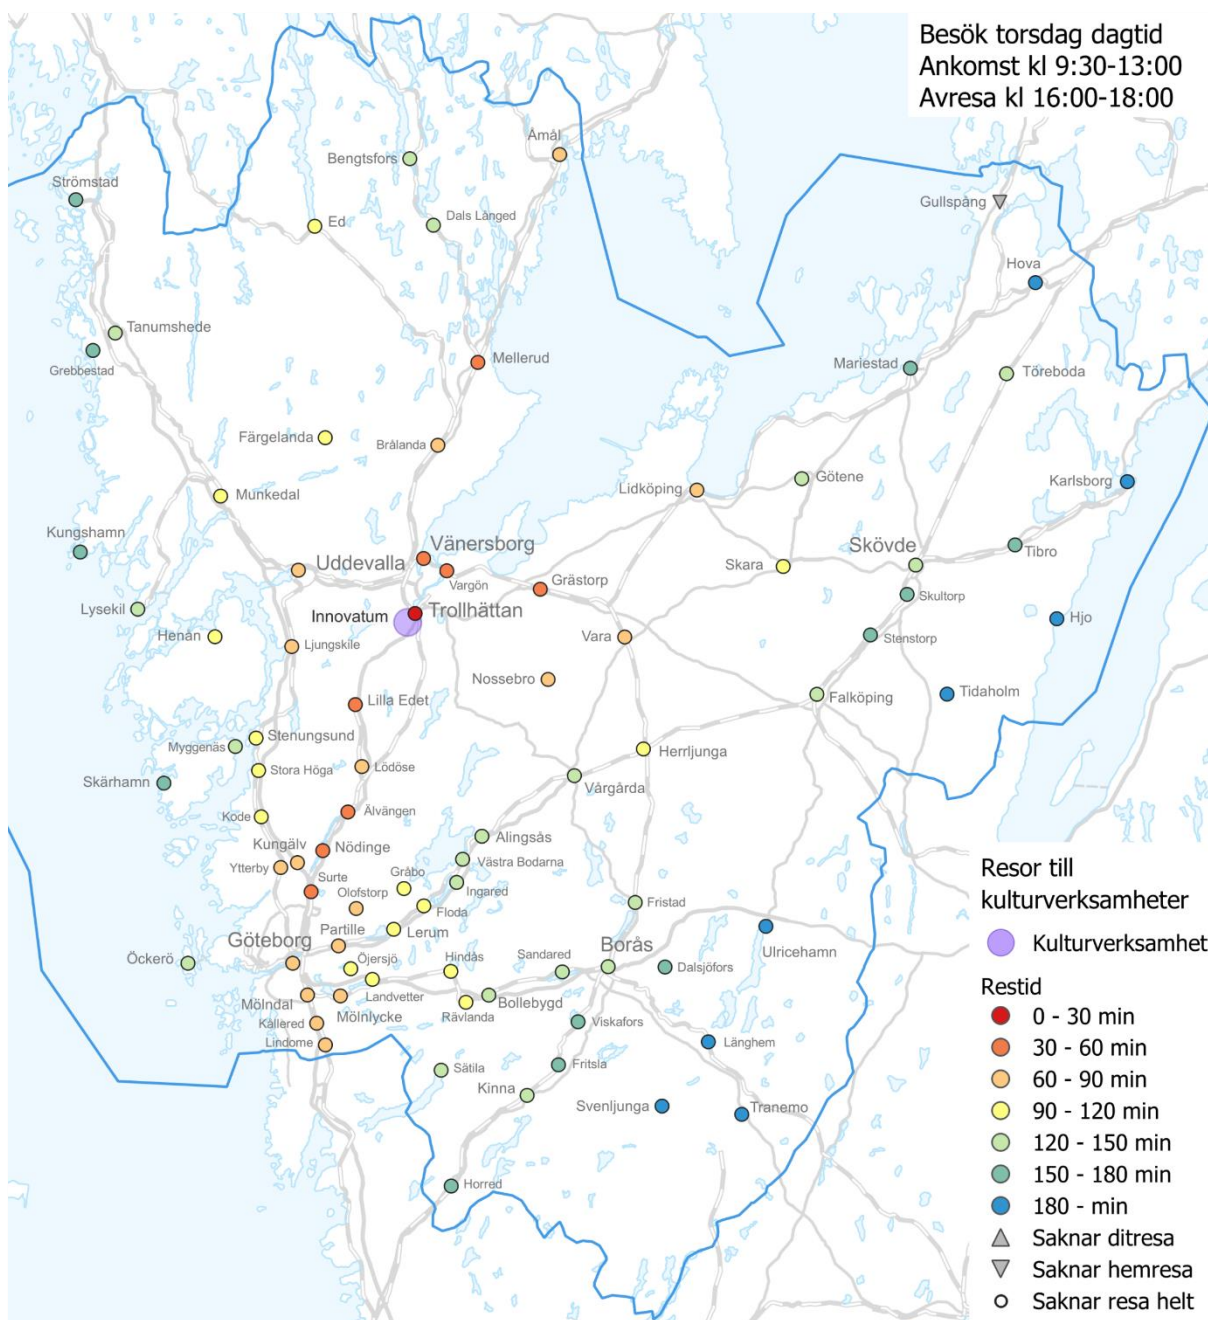 Besök torsdag dagtid
Ankomst kl 9:30-13:00
Avresa kl 16:00-18:00
Åmål
Bengtsfors
Strömstad
Gullspång
Ed
Dals Långed
Hova
Tanumshede
Grebbestad
Mellerud
Mariestad
Töreboda
Färgelanda
Brålanda
Munkedal
Lidköping
Götene
Karlsborg
Kungshamn
Uddevalla
Vänersborg
Skövde
Tibro
Vargön
Grästorp
Skara
Skultorp
Lysekil
Innovatum
Trollhättan
Hjo
Henån
Ljungskile
Vara
Stenstorp
Nossebro
Lilla Edet
Falköping
Tidaholm
Stenungsund
Myggenäs
Herrljunga
Stora Höga
Lödöse
Skärhamn
Vårgårda
Kode
Älvängen
Alingsås
Kungälv
Nödinge
Västra Bodarna
Ytterby
Gråbo
Surte
Ingared
Olofstorp
Floda
Fristad
Partille
Lerum
Göteborg
Ulricehamn
Öckerö
Öjersjö
Hindås
Sandared
Borås
Dalsjöfors
Landvetter
Mölndal
Mölnlycke
Rävlanda
Bollebygd
Kållered
Viskafors
Lindome
Länghem
Sätila
Fritsla
Kinna
Svenljunga
Tranemo
Horred
Resor till
kulturverksamheter
Kulturverksamhet
Restid
0 - 30 min
30 - 60 min
60 - 90 min
90 - 120 min
120 - 150 min
150 - 180 min
180 - min
Saknar ditresa
Saknar hemresa
Saknar resa helt